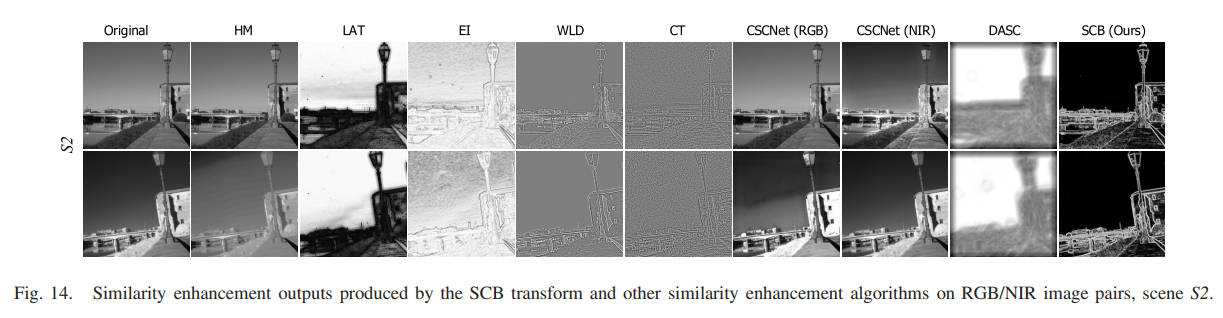 Original HM LAT EI WLD CT CSCNet (RGB) CSCNet (NIR) DASC SCB (Ours)
S2
Fig. 14. Similarity enhancement outputs produced by the SCB transform and other similarity enhancement algorithms on RGB/NIR image pairs, scene S2.